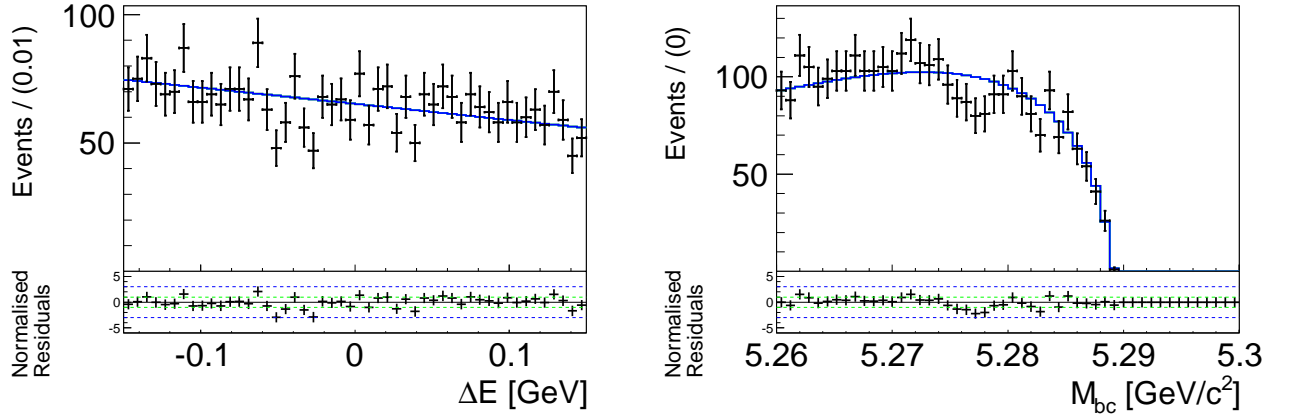 Events / (0.01)
100
50
Normalised
Residuals
5
0
-5
-0.1
0
0.1
ΔE [GeV]
Events / (0)
100
50
Normalised
Residuals
5
0
-5
5.26
5.27
5.28
5.29
5.3
M_bc [GeV/c²]